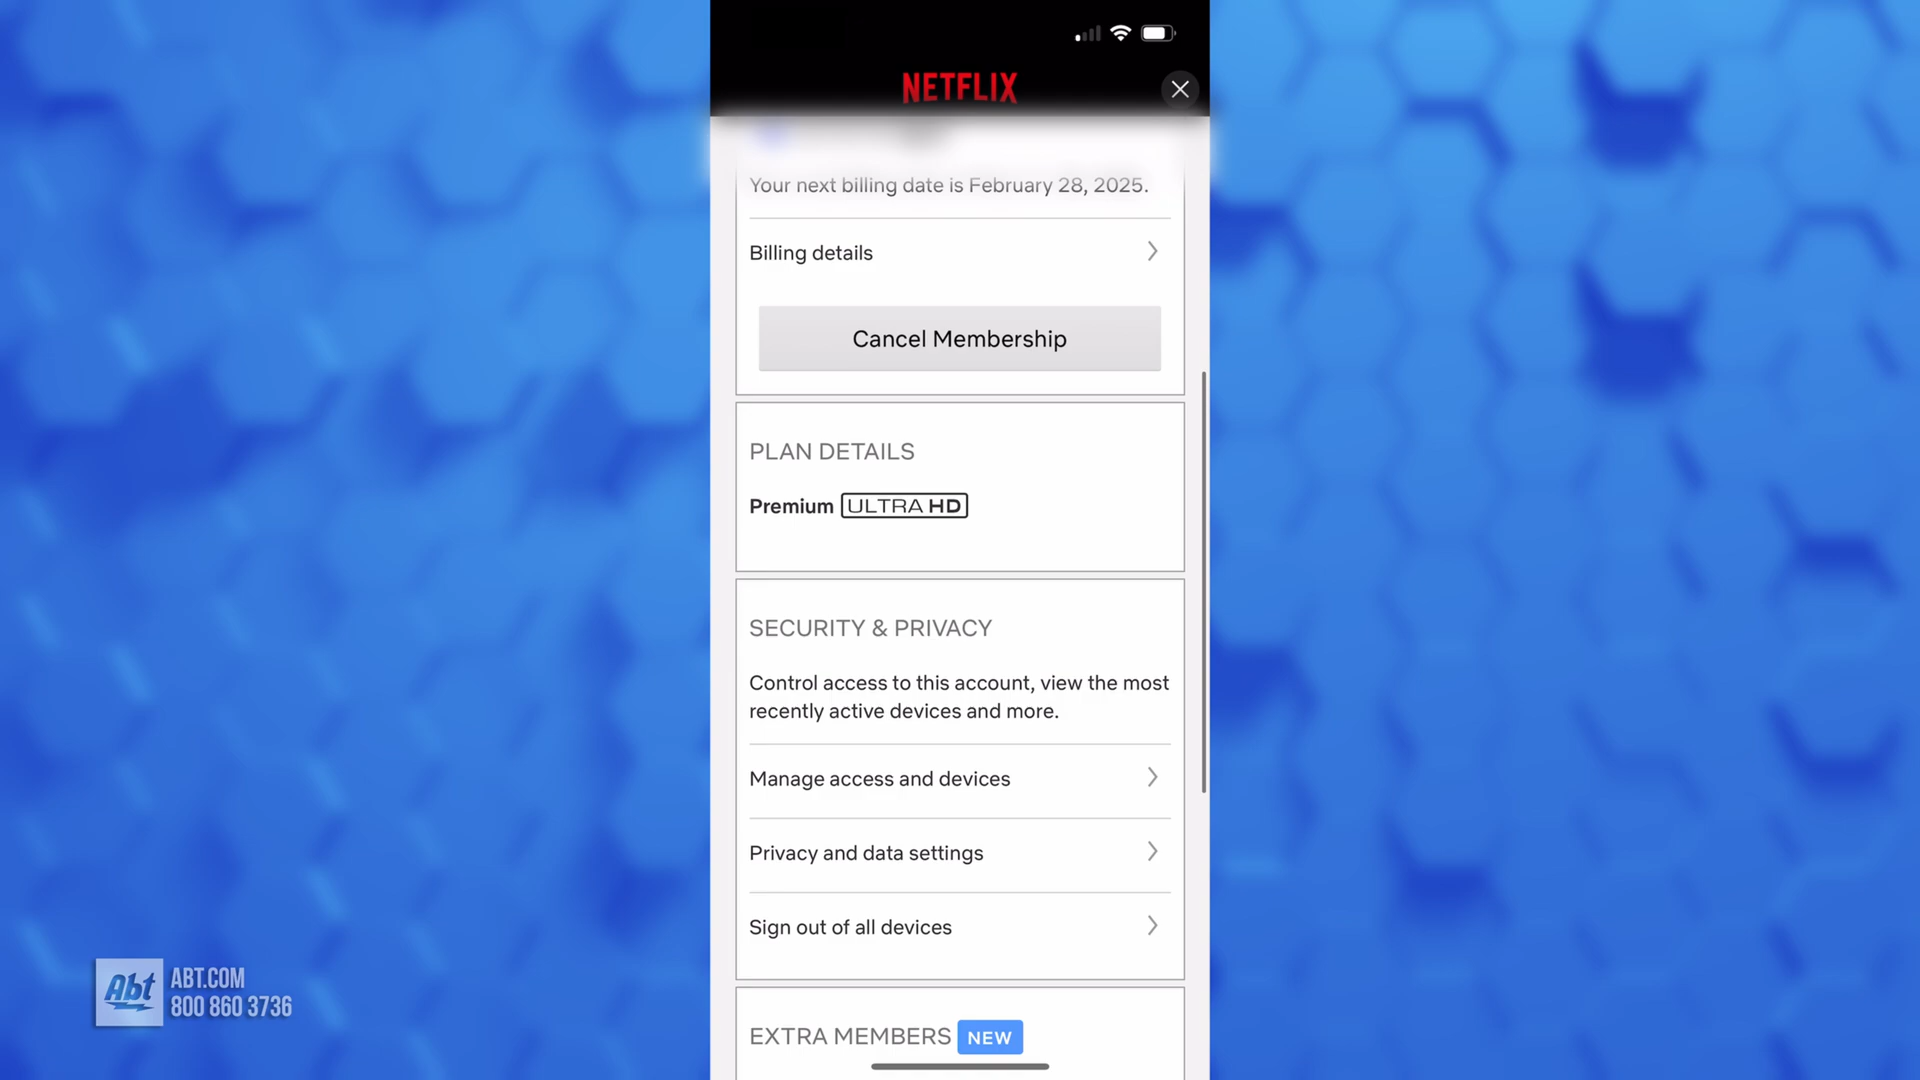 NETFLIX
Your next billing date is February 28, 2025.
Billing details
Cancel Membership
PLAN DETAILS
Premium ULTRA HD
SECURITY & PRIVACY
Control access to this account, view the most
recently active devices and more.
Manage access and devices
Privacy and data settings
Sign out of all devices
EXTRA MEMBERS NEW
Abt
ABT.COM
800 860 3736